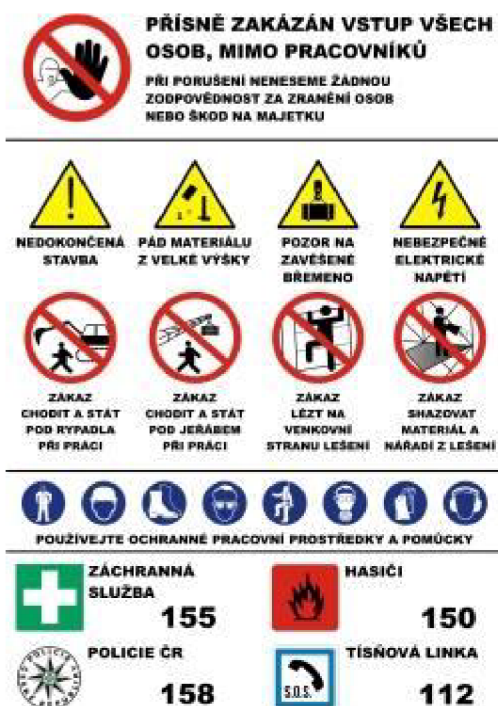 PŘÍSNĚ ZAKÁZÁN VSTUP VŠECH
OSOB, MIMO PRACOVNÍKŮ
PŘI PORUŠENÍ NENESEME ŽÁDNOU
ZODPOVĚDNOST ZA ZRANĚNÍ OSOB
NEBO ŠKOD NA MAJETKU
NEDOKONČENÁ
STAVBA
PÁD MATERIÁLU
Z VELKÉ VÝŠKY
POZOR NA
ZAVĚŠENÉ
BŘEMENO
NEBEZPEČNÉ
ELEKTRICKÉ
NAPĚTÍ
ZÁKAZ
CHODIT A STÁT
POD RYPADLA
PŘI PRÁCI
ZÁKAZ
CHODIT A STÁT
POD JEŘÁBEM
PŘI PRÁCI
ZÁKAZ
LÉZT NA
VENKOVNÍ
STRANU LEŠENÍ
ZÁKAZ
SHAZOVAT
MATERIÁL A
NÁŘADÍ Z LEŠENÍ
POUŽÍVEJTE OCHRANNÉ PRACOVNÍ PROSTŘEDKY A POMŮCKY
ZÁCHRANNÁ
SLUŽBA
155
HASIČI
150
POLICIE ČR
158
S.O.S.
TÍSŇOVÁ LINKA
112